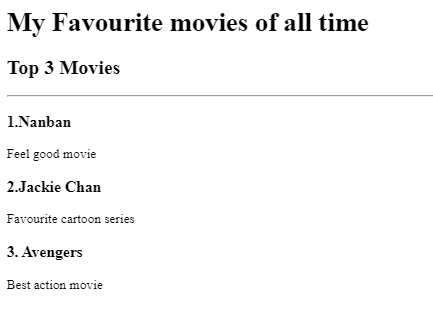 My Favourite movies of all time
Top 3 Movies
1.Nanban
Feel good movie
2.Jackie Chan
Favourite cartoon series
3. Avengers
Best action movie